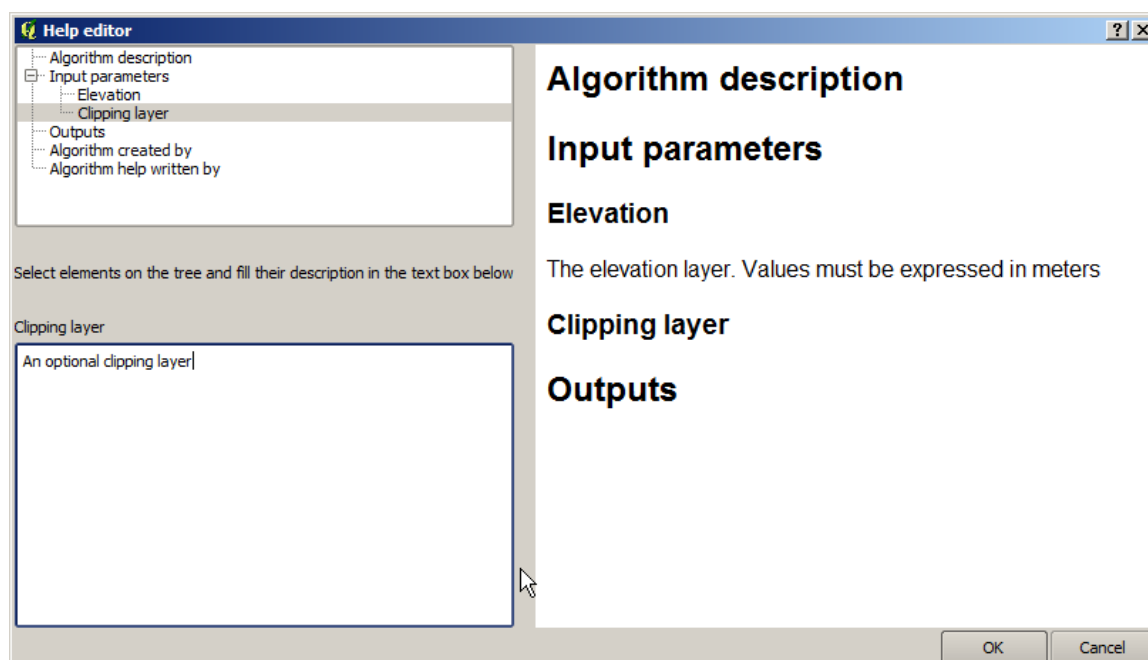 Help editor
Algorithm description
Input parameters
Elevation
Clipping layer
Outputs
Algorithm created by
Algorithm help written by
Select elements on the tree and fill their description in the text box below
Clipping layer
An optional clipping layer
Algorithm description
Input parameters
Elevation
The elevation layer. Values must be expressed in meters
Clipping layer
Outputs
OK
Cancel